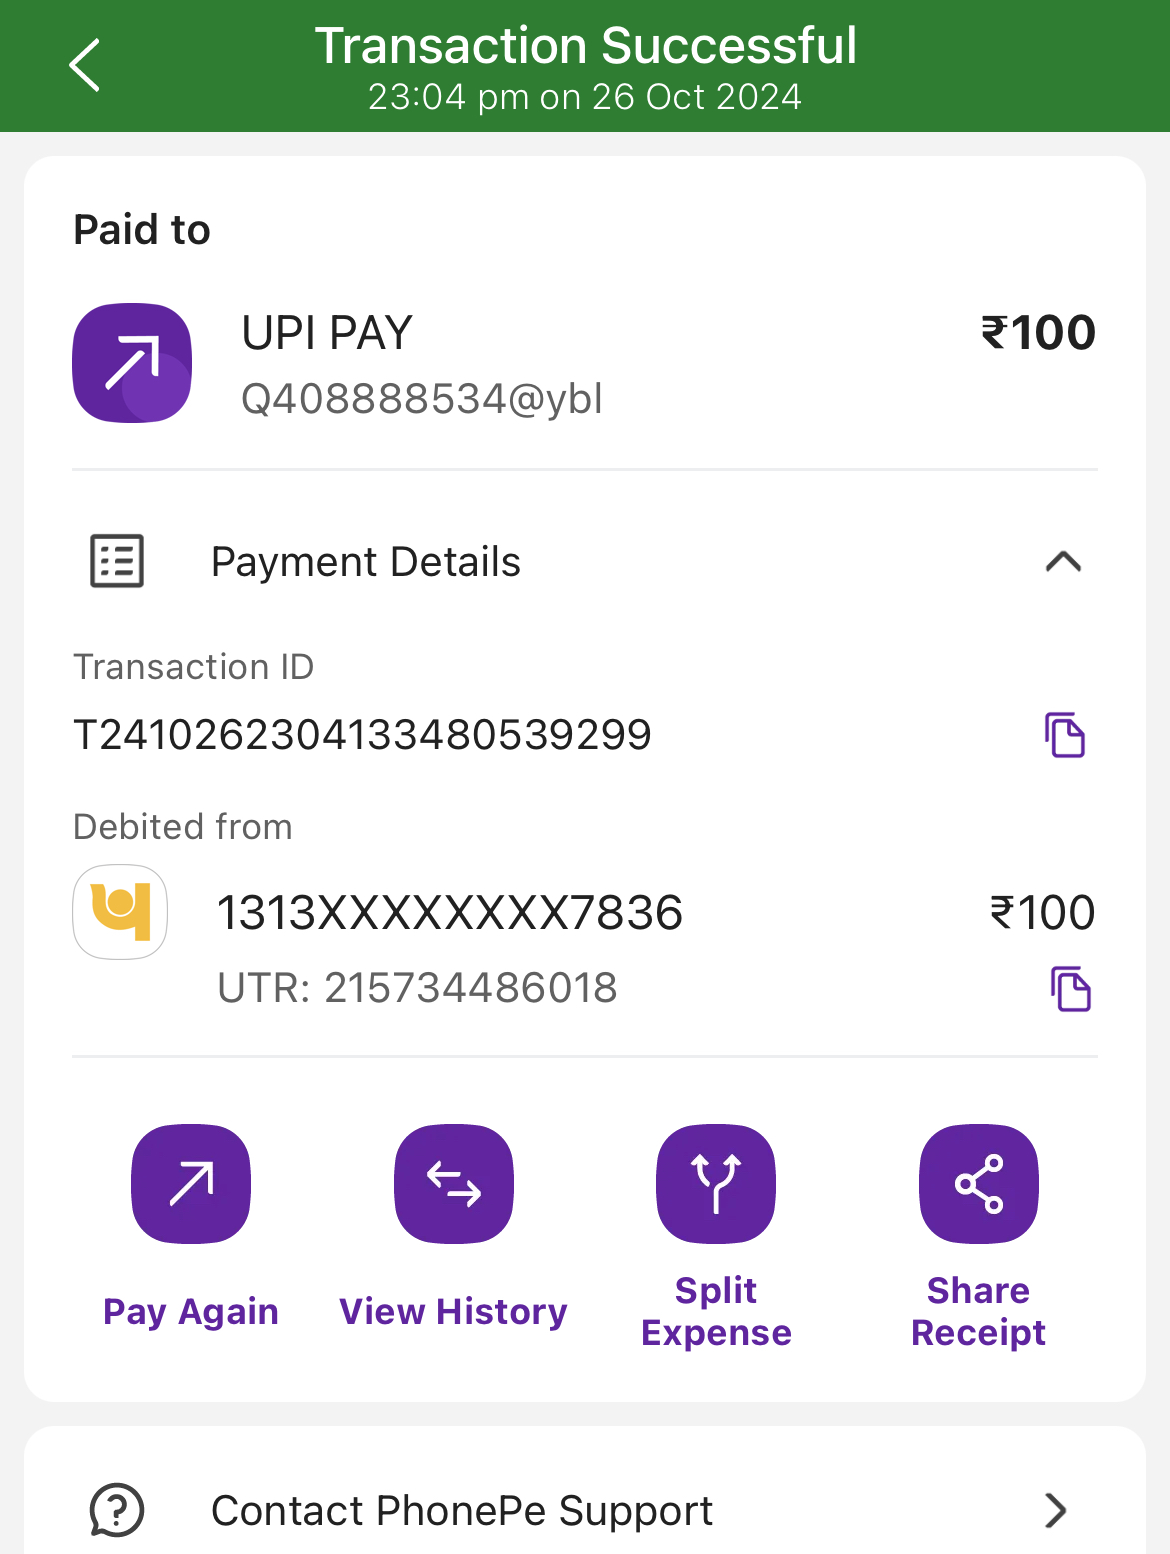 Transaction Successful
23:04 pm on 26 Oct 2024
Paid to
UPI PAY
₹100
Q408888534@ybl
Payment Details
Transaction ID
T2410262304133480539299
Debited from
1313XXXXXXXX7836
₹100
UTR: 215734486018
Pay Again
View History
Split
Expense
Share
Receipt
Contact PhonePe Support